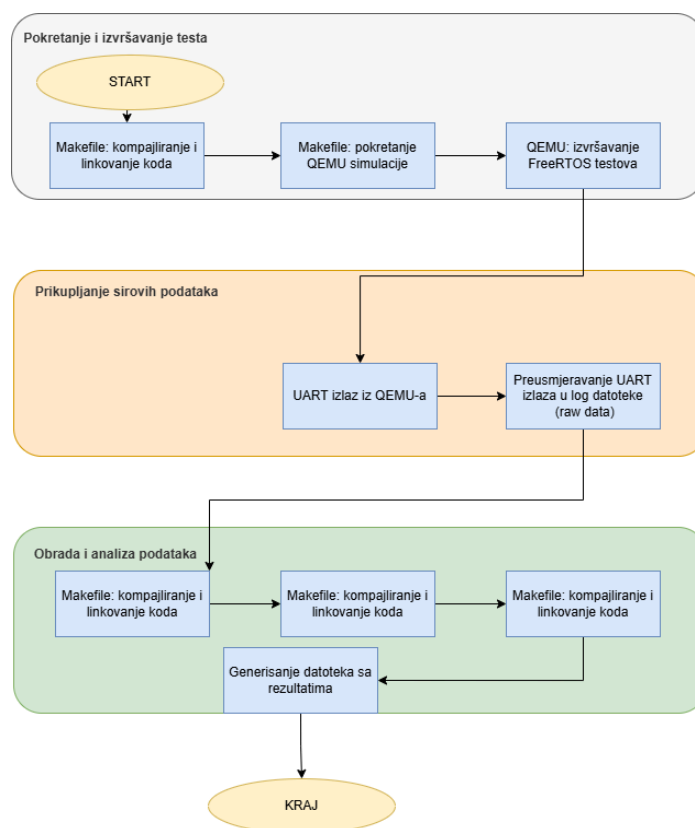 Pokretanje i izvršavanje testa
START
Makefile: kompajliranje i
linkovanje koda
Makefile: pokretanje
QEMU simulacije
QEMU: izvršavanje
FreeRTOS testova
Prikupljanje sirovih podataka
UART izlaz iz QEMU-a
Preusmjeravanje UART
izlaza u log datoteke
(raw data)
Obrada i analiza podataka
Makefile: kompajliranje i
linkovanje koda
Makefile: kompajliranje i
linkovanje koda
Makefile: kompajliranje i
linkovanje koda
Generisanje datoteka sa
rezultatima
KRAJ